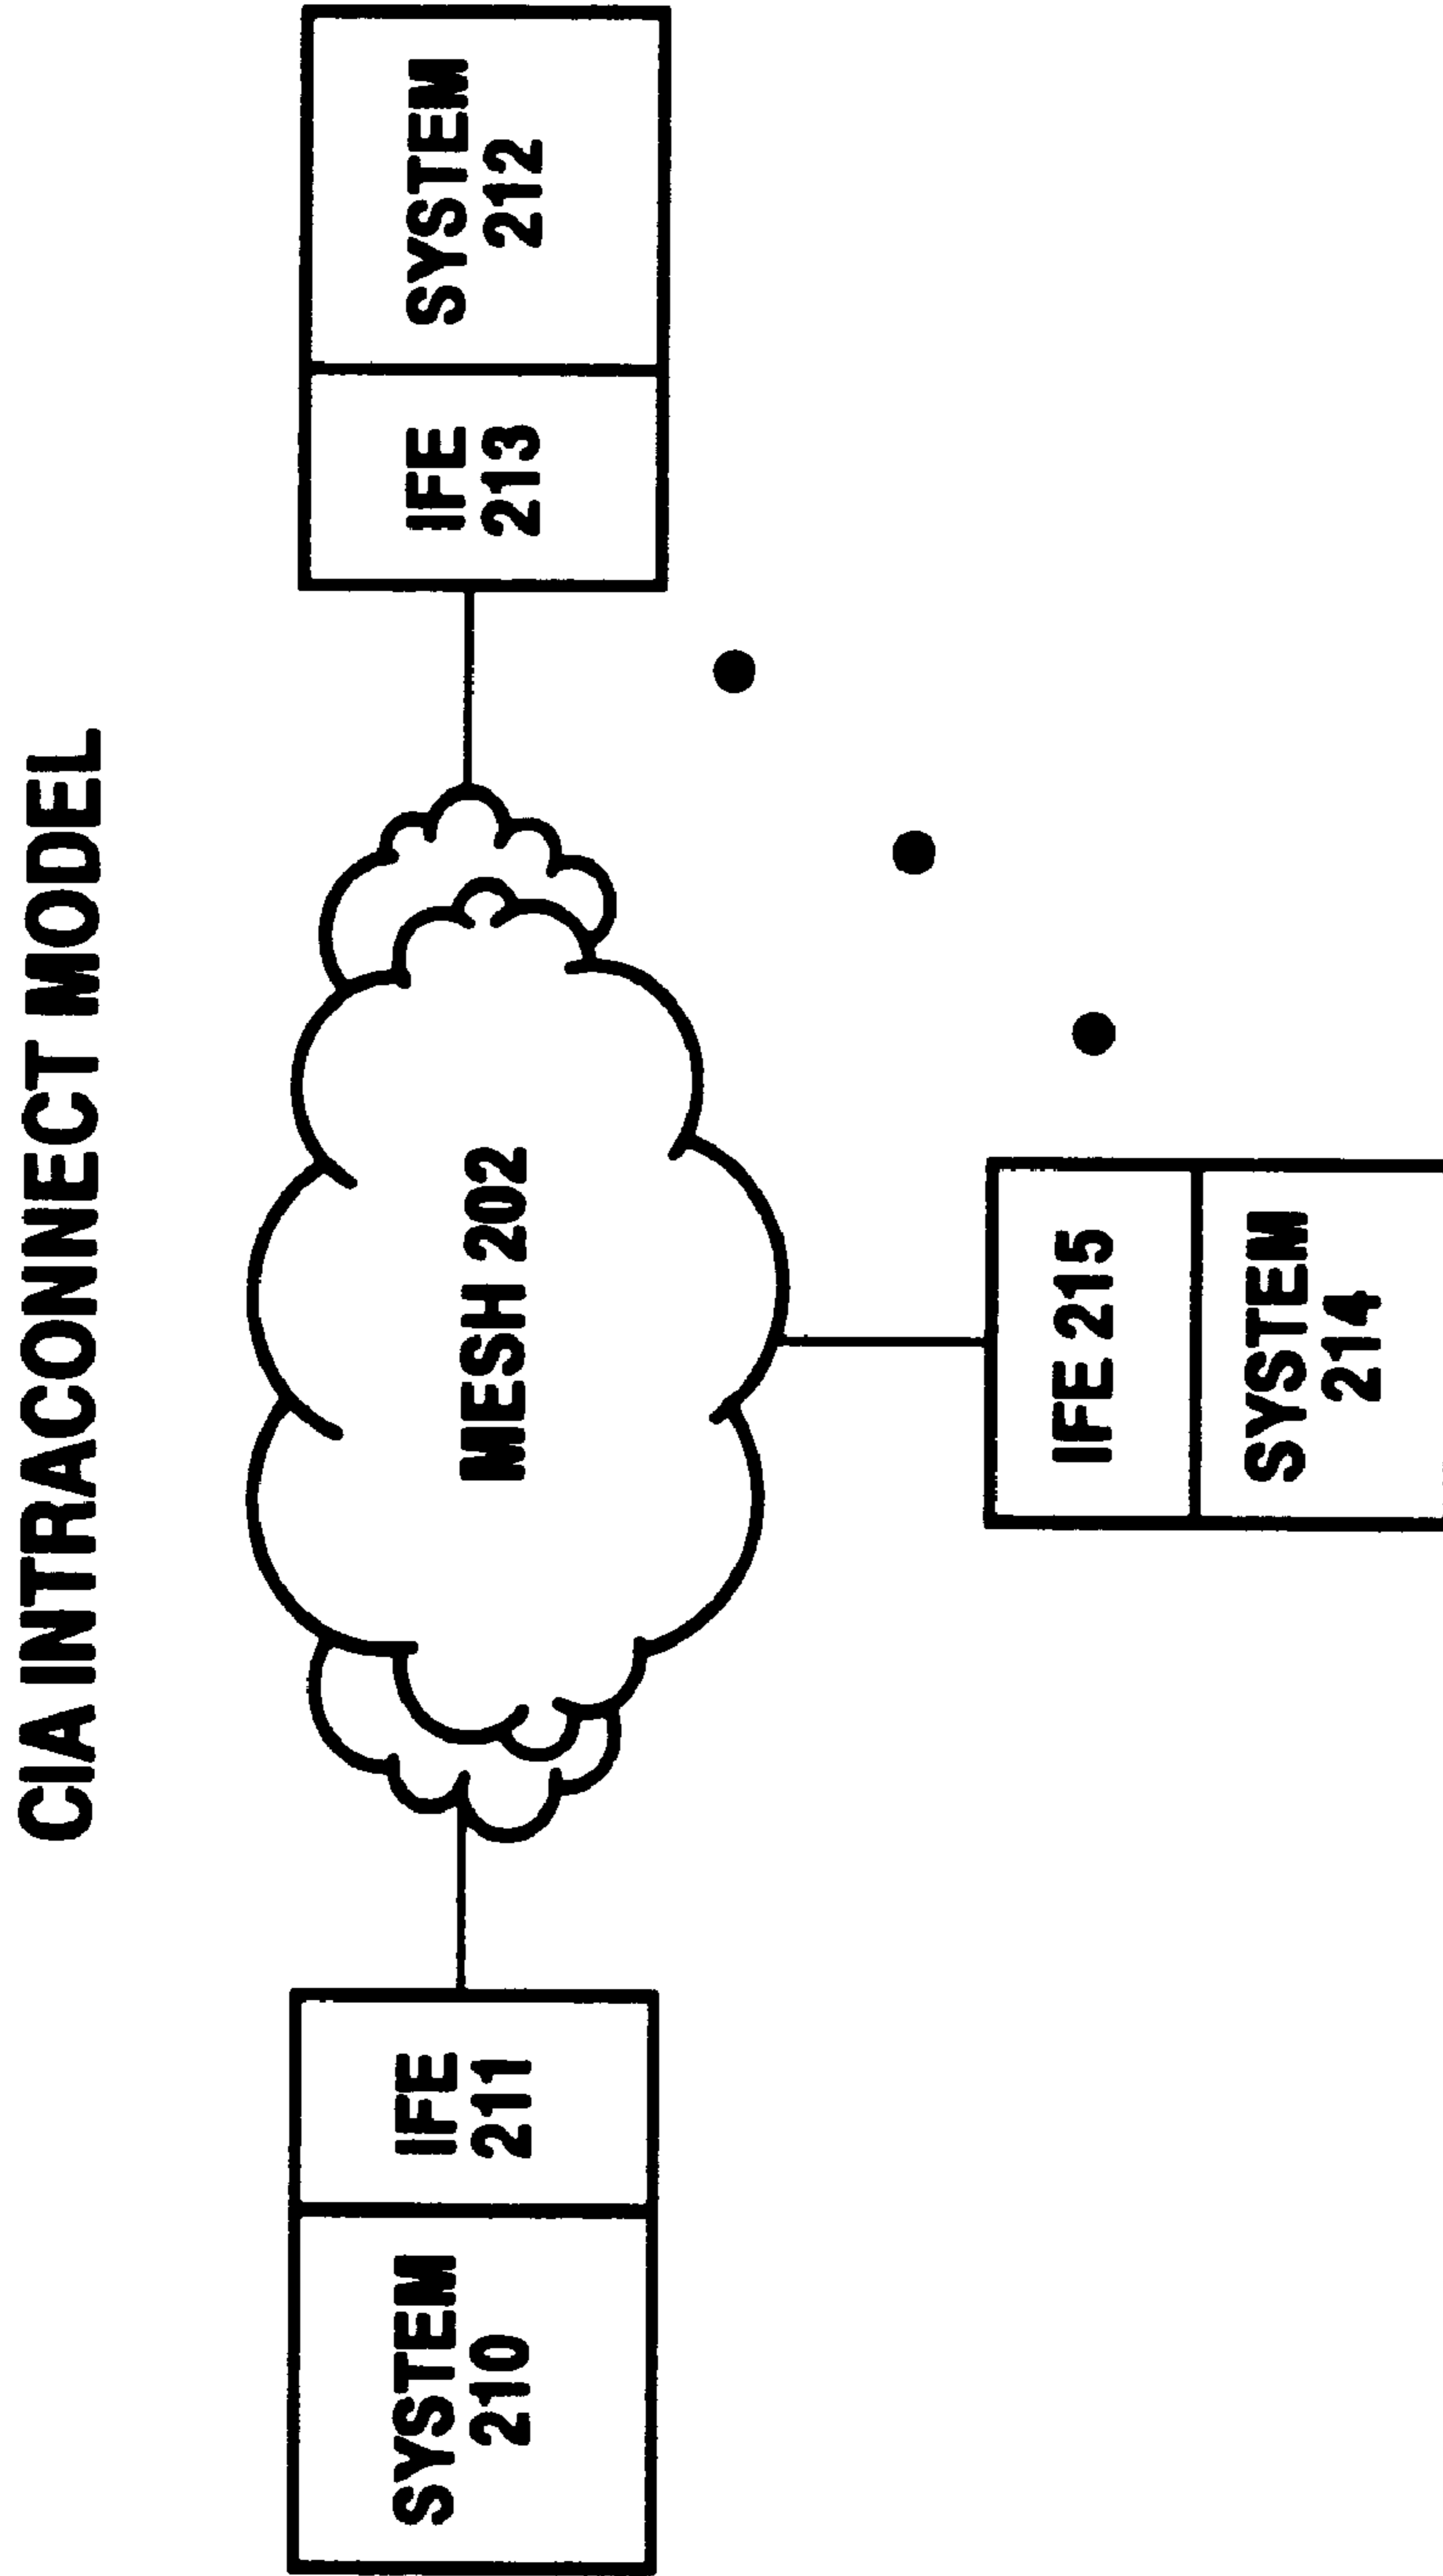 CIA INTRACONNECT MODEL
SYSTEM
210
IFE
211
MESH 202
IFE
213
SYSTEM
212
IFE 215
SYSTEM
214